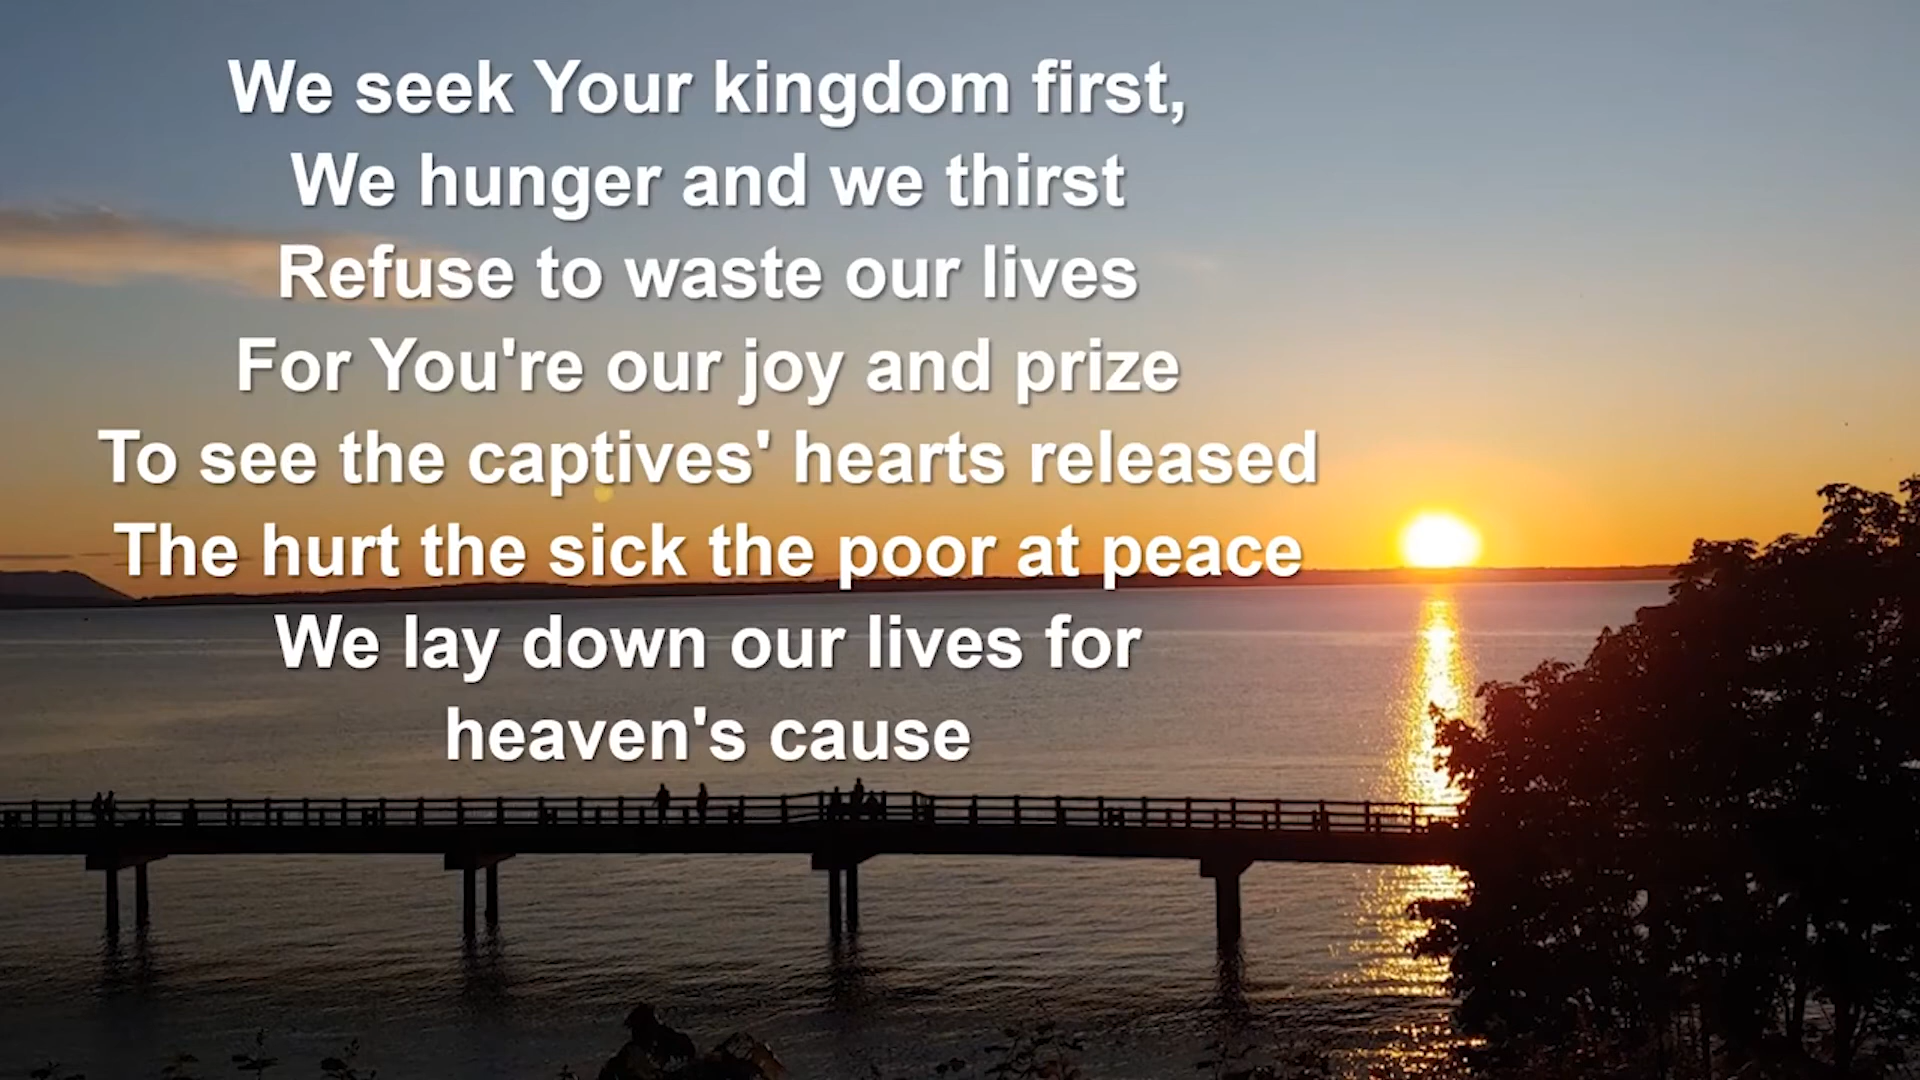 We seek Your kingdom first,
We hunger and we thirst
Refuse to waste our lives
For You're our joy and prize
To see the captives' hearts released
The hurt the sick the poor at peace
We lay down our lives for
heaven's cause